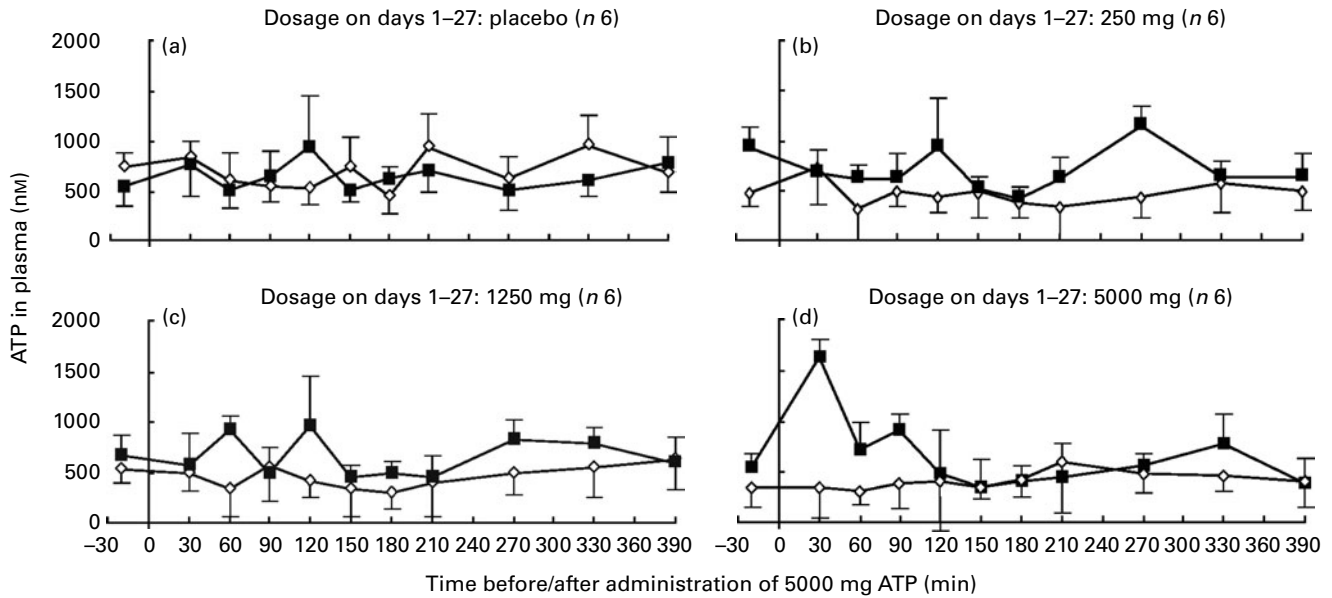 Dosage on days 1–27: placebo (n 6)
Dosage on days 1–27: 250 mg (n 6)
(a)
(b)
2000
1500
1000
500
0
Dosage on days 1–27: 1250 mg (n 6)
Dosage on days 1–27: 5000 mg (n 6)
(c)
(d)
2000
1500
1000
500
0
ATP in plasma (nM)
–30 0 30 60 90 120 150 180 210 240 270 300 330 360 390
–30 0 30 60 90 120 150 180 210 240 270 300 330 360 390
Time before/after administration of 5000 mg ATP (min)